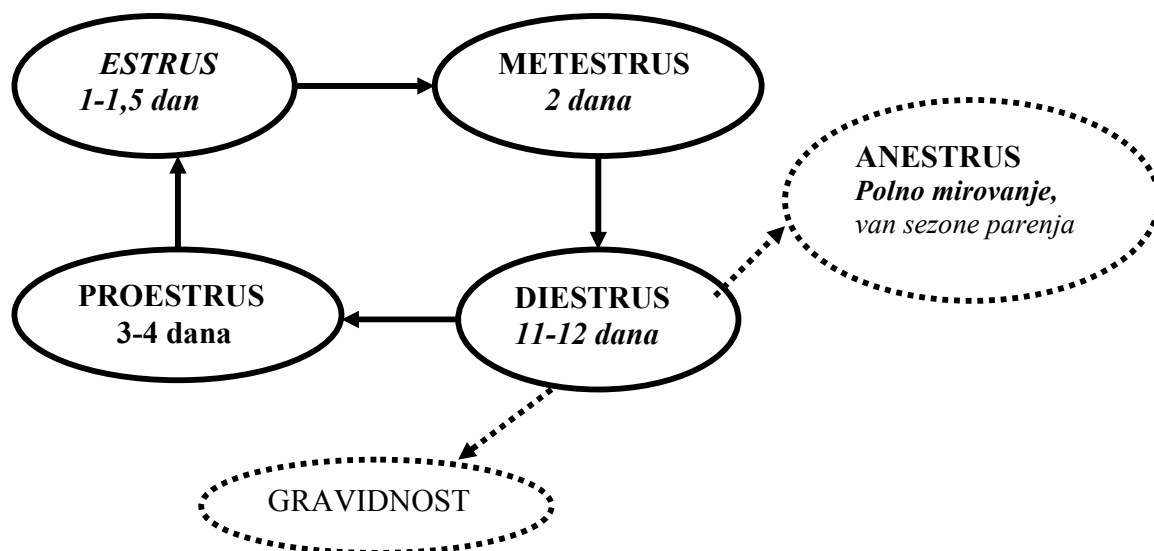 ESTRUS
1-1,5 dan
METESTRUS
2 dana
ANESTRUS
Polno mirovanje,
van sezone parenja
PROESTRUS
3-4 dana
DIESTRUS
11-12 dana
GRAVIDNOST